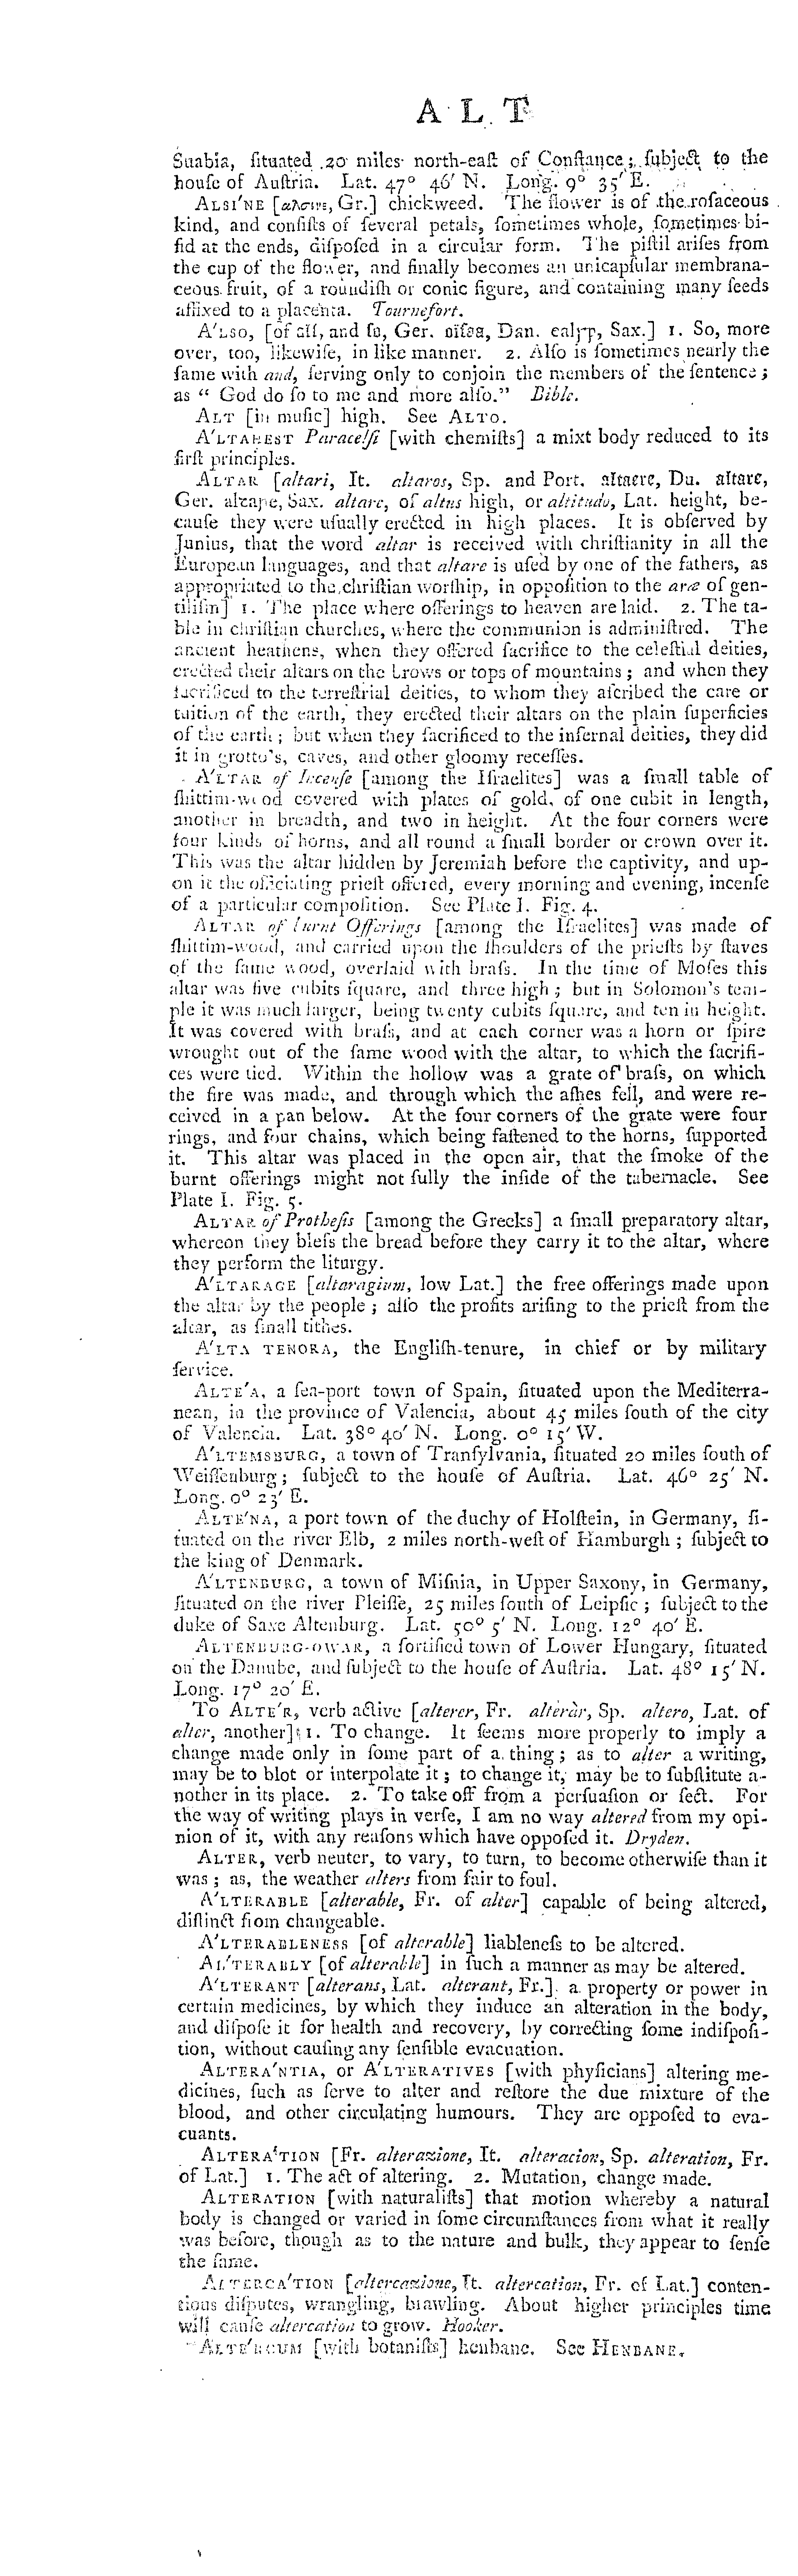 A L T
Suabia, ſituated 20 miles north-eaſt of Conſtance; ſubject to the
houſe of Auſtria. Lat. 47° 46′ N. Long. 9° 35′ E.
ALSI′NE [αλσινε, Gr.] chickweed. The flower is of the roſaceous
kind, and conſiſts of ſeveral petals, ſometimes whole, ſometimes bi-
fid at the ends, diſpoſed in a circular form. The piſtil ariſes from
the cup of the flower, and finally becomes an unicapſular membrana-
ceous fruit, of a roundiſh or conic figure, and containing many ſeeds
affixed to a placenta. Tournefort.
A′LSO, [of all, and ſo, Ger. Dan. Sax.] 1. So, more
over, too, likewiſe, in like manner. 2. Alſo is ſometimes nearly the
ſame with and, ſerving only to conjoin the members of the ſentence;
as “ God do ſo to me and more alſo.” Bible.
ALT [in muſic] high. See ALTO.
A′LTAHEST Paracelſi [with chemiſts] a mixt body reduced to its
firſt principles.
ALTAR [altari, It. altaros, Sp. and Port. altaere, Du. altare,
Ger. Sax. altare, of altus high, or altitudo, Lat. height, be-
cauſe they were uſually erected in high places. It is obſerved by
Junius, that the word altar is received with chriſtianity in all the
European languages, and that altare is uſed by one of the fathers, as
appropriated to the chriſtian worſhip, in oppoſition to the aræ of gen-
tiliſm] 1. The place where offerings to heaven are laid. 2. The ta-
ble in chriſtian churches, where the communion is adminiſtred. The
ancient heathens, when they offered ſacrifice to the celeſtial deities,
erected their altars on the brows or tops of mountains; and when they
ſacrificed to the terreſtrial deities, to whom they aſcribed the care or
tuition of the earth, they erected their altars on the plain ſuperficies
of the earth; but when they ſacrificed to the infernal deities, they did
it in grotto's, caves, and other gloomy receſſes.
A′LTAR of Incenſe [among the Iſraelites] was a ſmall table of
ſhittim-wood covered with plates of gold, of one cubit in length,
another in breadth, and two in height. At the four corners were
four kinds of horns, and all round a ſmall border or crown over it.
This was the altar hidden by Jeremiah before the captivity, and up-
on it the officiating prieſt offered, every morning and evening, incenſe
of a particular compoſition. See Plate I. Fig. 4.
ALTAR of burnt Offerings [among the Iſraelites] was made of
ſhittim-wood, and carried upon the ſhoulders of the prieſts by ſtaves
of the ſame wood, overlaid with braſs. In the time of Moſes this
altar was five cubits ſquare, and three high; but in Solomon's tem-
ple it was much larger, being twenty cubits ſquare, and ten in height.
It was covered with braſs, and at each corner was a horn or ſpire
wrought out of the ſame wood with the altar, to which the ſacrifi-
ces were tied. Within the hollow was a grate of braſs, on which
the fire was made, and through which the aſhes fell, and were re-
ceived in a pan below. At the four corners of the grate were four
rings, and four chains, which being faſtened to the horns, ſupported
it. This altar was placed in the open air, that the ſmoke of the
burnt offerings might not ſully the inſide of the tabernacle. See
Plate I. Fig. 5.
ALTAR of Protheſis [among the Greeks] a ſmall preparatory altar,
whereon they bleſs the bread before they carry it to the altar, where
they perform the liturgy.
A′LTARAGE [altaragium, low Lat.] the free offerings made upon
the altar by the people; alſo the profits ariſing to the prieſt from the
altar, as ſmall tithes.
A′LTA TENORA, the Engliſh-tenure, in chief or by military
ſervice.
ALTE′A, a ſea-port town of Spain, ſituated upon the Mediterra-
nean, in the province of Valencia, about 45 miles ſouth of the city
of Valencia. Lat. 38° 40′ N. Long. 0° 15′ W.
A′LTEMSBURG, a town of Tranſylvania, ſituated 20 miles ſouth of
Weiſſenburg; ſubject to the houſe of Auſtria. Lat. 46° 25′ N.
Long. 0° 23′ E.
ALTE′NA, a port town of the duchy of Holſtein, in Germany, ſi-
tuated on the river Elb, 2 miles north-weſt of Hamburgh; ſubject to
the king of Denmark.
A′LTENBURG, a town of Miſnia, in Upper Saxony, in Germany,
ſituated on the river Pleiſſe, 25 miles ſouth of Leipſic; ſubject to the
duke of Saxe Altenburg. Lat. 50° 5′ N. Long. 12° 40′ E.
ALTENBURG-OWAR, a fortified town of Lower Hungary, ſituated
on the Danube, and ſubject to the houſe of Auſtria. Lat. 48° 15′ N.
Long. 17° 20′ E.
To ALTE′R, verb active [alterer, Fr. alteràr, Sp. altero, Lat. of
alter, another] 1. To change. It ſeems more properly to imply a
change made only in ſome part of a thing; as to alter a writing,
may be to blot or interpolate it; to change it, may be to ſubſtitute a-
nother in its place. 2. To take off from a perſuaſion or ſect. For
the way of writing plays in verſe, I am no way altered from my opi-
nion of it, with any reaſons which have oppoſed it. Dryden.
ALTER, verb neuter, to vary, to turn, to become otherwiſe than it
was; as, the weather alters from fair to foul.
A′LTERABLE [alterable, Fr. of alter] capable of being altered,
diſtinct from changeable.
A′LTERABLENESS [of alterable] liableneſs to be altered.
AL′TERABLY [of alterable] in ſuch a manner as may be altered.
A′LTERANT [alterans, Lat. alterant, Fr.] a property or power in
certain medicines, by which they induce an alteration in the body,
and diſpoſe it for health and recovery, by correcting ſome indiſpoſi-
tion, without cauſing any ſenſible evacuation.
ALTERA′NTIA, or A′LTERATIVES [with phyſicians] altering me-
dicines, ſuch as ſerve to alter and reſtore the due mixture of the
blood, and other circulating humours. They are oppoſed to eva-
cuants.
ALTERA′TION [Fr. alterazione, It. alteracion, Sp. alteration, Fr.
of Lat.] 1. The act of altering. 2. Mutation, change made.
ALTERATION [with naturaliſts] that motion whereby a natural
body is changed or varied in ſome circumſtances from what it really
was before, though as to the nature and bulk, they appear to ſenſe
the ſame.
ALTERCA′TION [altercazione, It. altercation, Fr. of Lat.] conten-
tious diſputes, wrangling, brawling. About higher principles time
will cauſe altercation to grow. Hooker.
ALTE′RCUM [with botaniſts] henbane. See HENBANE.